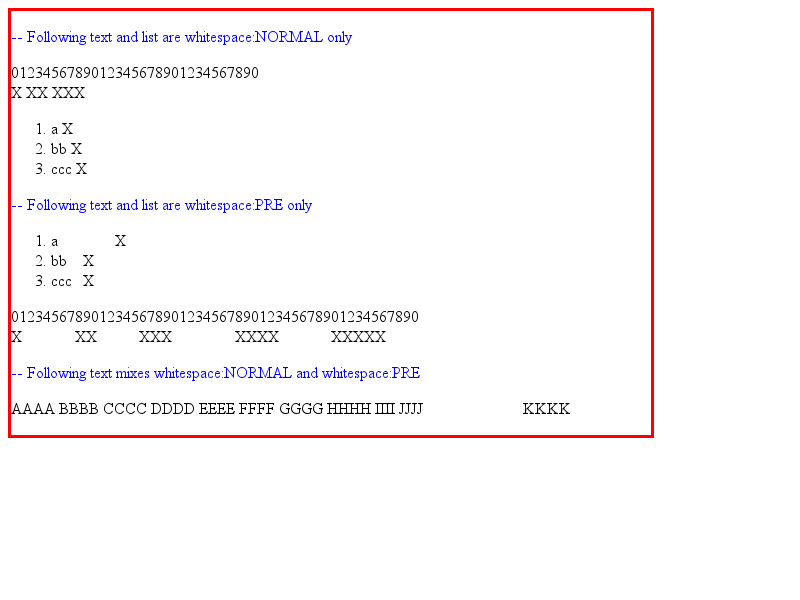 -- Following text and list are whitespace:NORMAL only
0123456789012345678901234567890
X XX XXX
1. a X
2. bb X
3. ccc X
-- Following text and list are whitespace:PRE only
1. a X
2. bb X
3. ccc X
012345678901234567890123456789012345678901234567890
X XX XXX XXXX XXXXX
-- Following text mixes whitespace:NORMAL and whitespace:PRE
AAAA BBBB CCCC DDDD EEEE FFFF GGGG HHHH IIII JJJJ KKKK